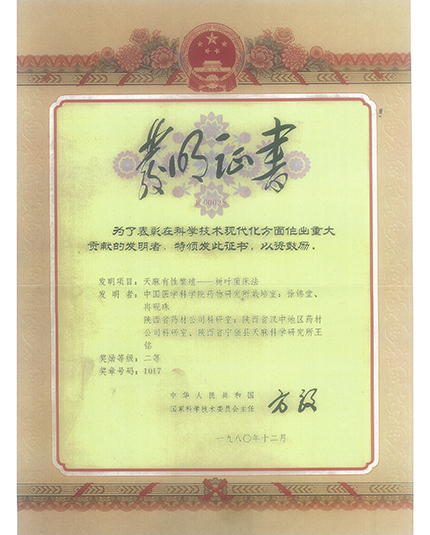 发明证书
为了表彰在科学技术现代化方面作出重大
贡献的发明者，特颁发此证书，以资鼓励。
发明项目：天麻有性繁殖——树叶菌床法
发 明 者：中国医学科学院药物研究所栽培室：徐锦堂、
冉砚珠
陕西省药材公司科研室；陕西省汉中地区药材
公司科研室、陕西省宁强县天麻科学研究所王
铭
奖励等级：二等
奖章号码：1017
中华人民共和国
国家科学技术委员会主任 方毅
一九八〇年十二月